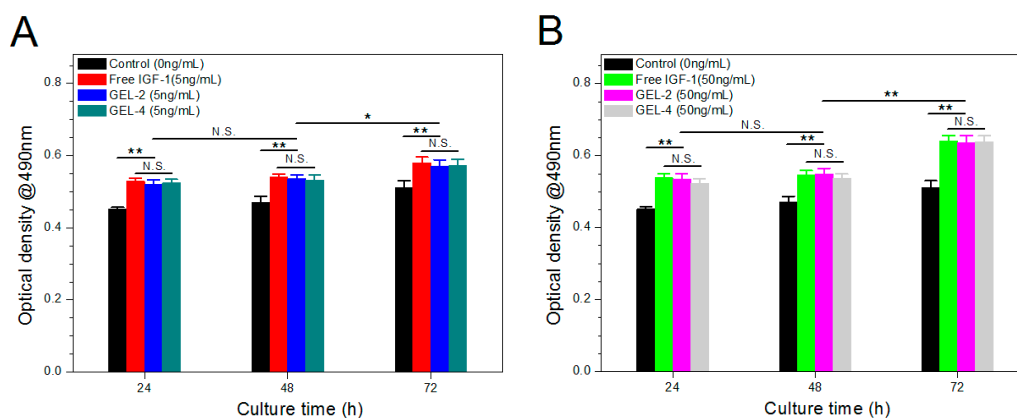 A
Control (0ng/mL)
Free IGF-1(5ng/mL)
GEL-2 (5ng/mL)
GEL-4 (5ng/mL)
*
N.S.
**
**
**
N.S.
N.S.
N.S.
0.8
0.6
0.4
0.2
0.0
Optical density @490nm
24
48
72
Culture time (h)
B
Control (0ng/mL)
Free IGF-1(50ng/mL)
GEL-2 (50ng/mL)
GEL-4 (50ng/mL)
**
N.S.
**
**
**
N.S.
N.S.
N.S.
0.8
0.6
0.4
0.2
0.0
Optical density @490nm
24
48
72
Culture time (h)